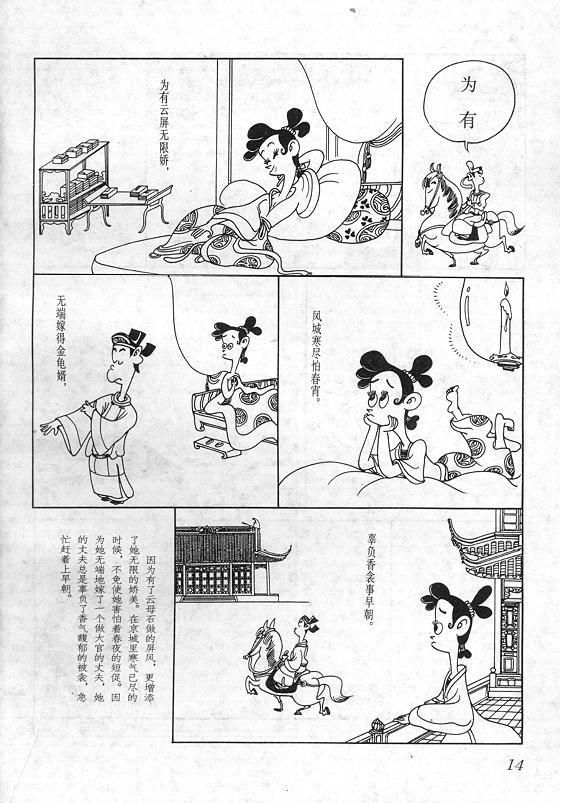 为
有
为有云屏无限娇，
凤城寒尽怕春宵。
无端嫁得金龟婿，
辜负香衾事早朝。
因为有了云母石做的屏风，更增添
了她无限的娇美。在京城里寒气已尽的
时候，不免使她害怕着春夜的短促。因
为她无端地嫁了一个做大官的丈夫，她
的丈夫总是辜负了香气馥郁的被衾，急
忙赶着上早朝。
14